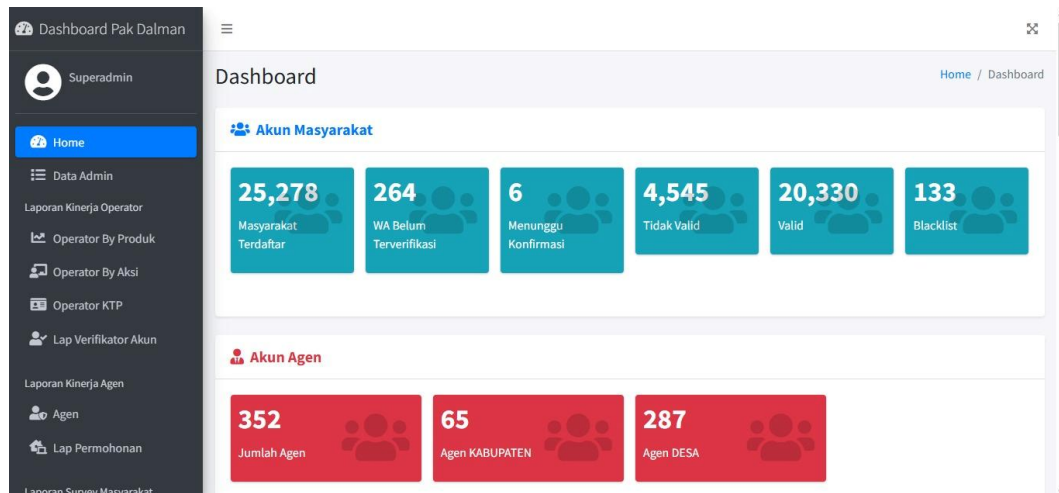 Dashboard Pak Dalman
Superadmin
Home
Data Admin
Laporan Kinerja Operator
Operator By Produk
Operator By Aksi
Operator KTP
Lap Verifikator Akun
Laporan Kinerja Agen
Agen
Lap Permohonan
Laporan Survey Masyarakat
Dashboard
Home / Dashboard
Akun Masyarakat
25,278
Masyarakat
Terdaftar
264
WA Belum
Terverifikasi
6
Menunggu
Konfirmasi
4,545
Tidak Valid
20,330
Valid
133
Blacklist
Akun Agen
352
Jumlah Agen
65
Agen KABUPATEN
287
Agen DESA